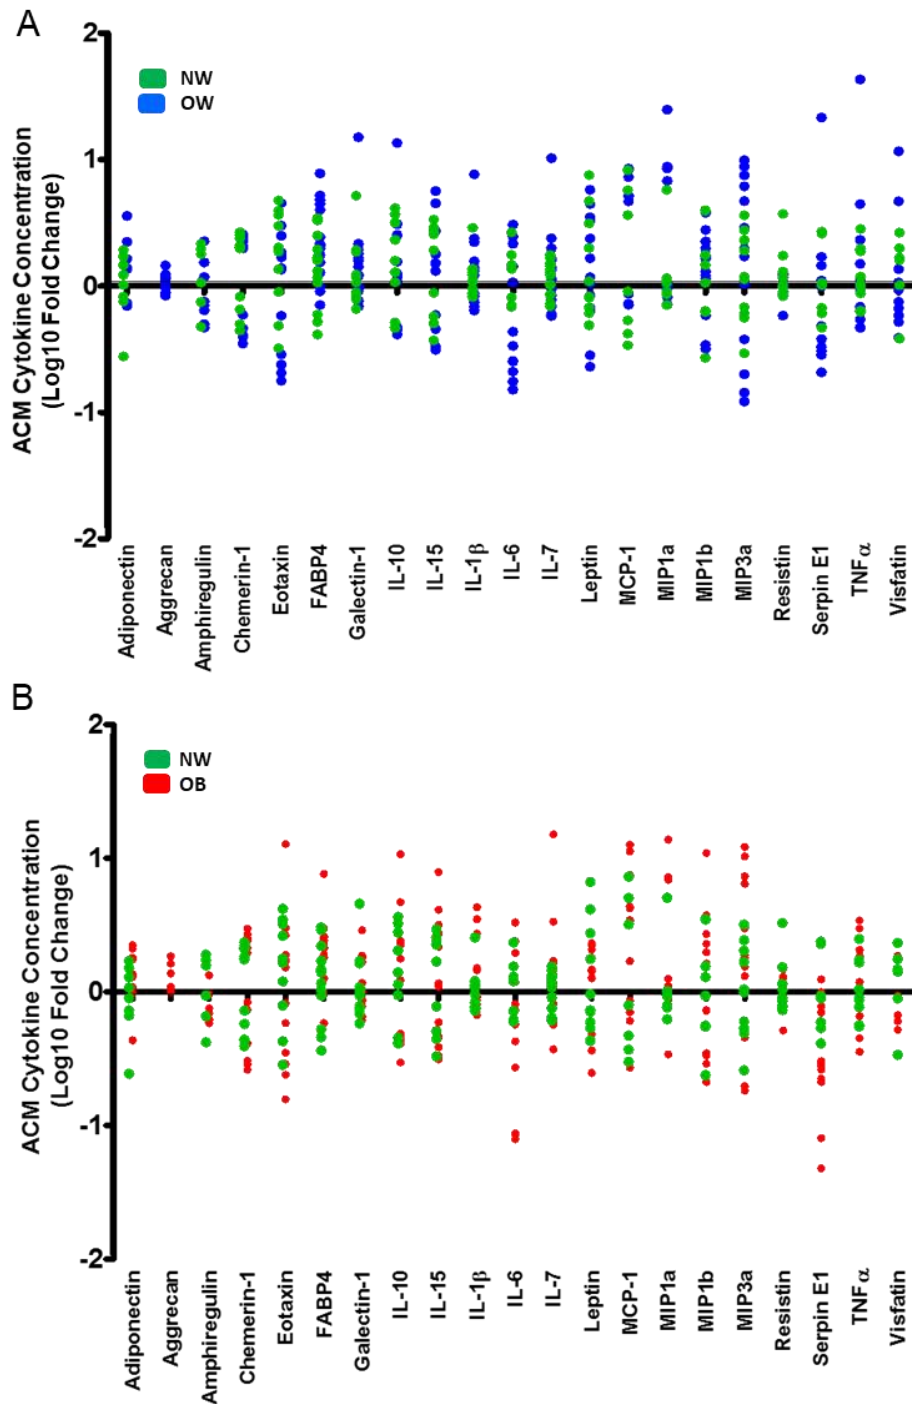 A
2
NW
OW
1
0
-1
-2
ACM Cytokine Concentration
(Log10 Fold Change)
Adiponectin
Aggrecan
Amphiregulin
Chemerin-1
Eotaxin
FABP4
Galectin-1
IL-10
IL-15
IL-1β
IL-6
IL-7
Leptin
MCP-1
MIP1a
MIP1b
MIP3a
Resistin
Serpin E1
TNFα
Visfatin
B
2
NW
OB
1
0
-1
-2
ACM Cytokine Concentration
(Log10 Fold Change)
Adiponectin
Aggrecan
Amphiregulin
Chemerin-1
Eotaxin
FABP4
Galectin-1
IL-10
IL-15
IL-1β
IL-6
IL-7
Leptin
MCP-1
MIP1a
MIP1b
MIP3a
Resistin
Serpin E1
TNFα
Visfatin